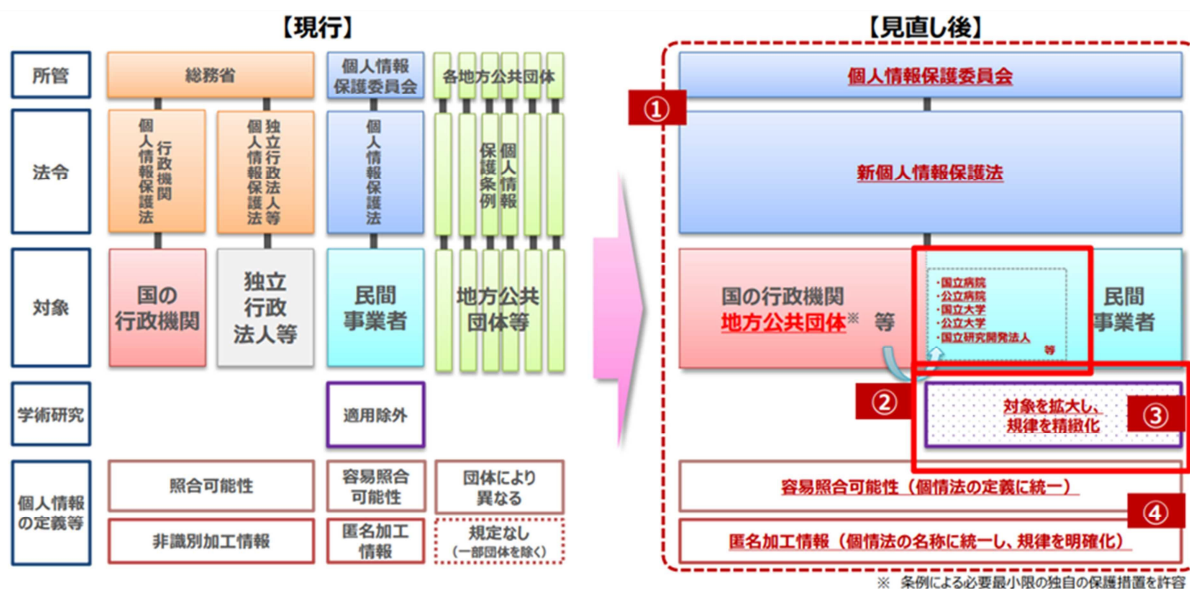 【現行】
【見直し後】
所管
総務省
個人情報
保護委員会
各地方公共団体
個人情報保護委員会
①
法令
行政機関
個人情報保護法
独立行政法人等
個人情報保護法
個人情報保護法
個人情報
保護条例
新個人情報保護法
対象
国の
行政機関
独立
行政
法人等
民間
事業者
地方公共
団体等
国の行政機関
地方公共団体※ 等
・国立病院
・公立病院
・国立大学
・公立大学
・国立研究開発法人
等
民間
事業者
②
学術研究
適用除外
対象を拡大し、
規律を精緻化
③
個人情報
の定義等
照合可能性
容易照合
可能性
団体により
異なる
容易照合可能性（個情法の定義に統一）
④
非識別加工情報
匿名加工
情報
規定なし
（一部団体を除く）
匿名加工情報（個情法の名称に統一し、規律を明確化）
※ 条例による必要最小限の独自の保護措置を許容